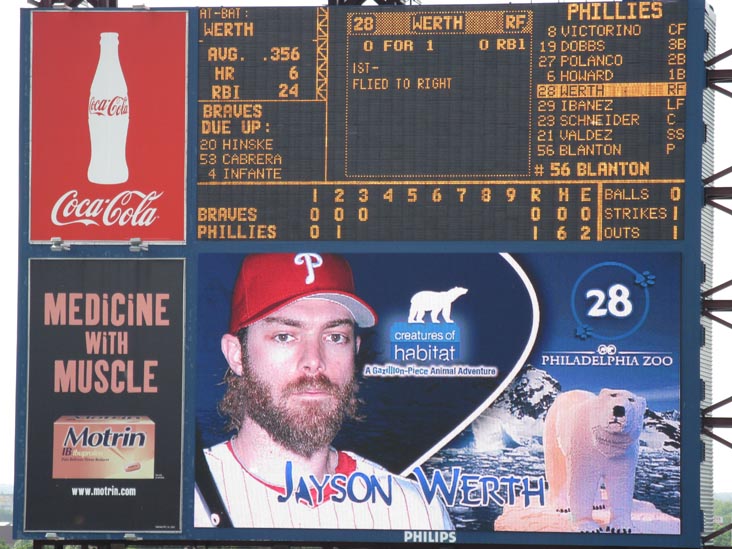 Coca-Cola
Coca-Cola
AT-BAT:
WERTH
AVG. .356
HR 6
RBI 24
BRAVES
DUE UP:
20 HINSKE
53 CABRERA
4 INFANTE
28 WERTH RF
0 FOR 1 0 RBI
1ST-
FLIED TO RIGHT
PHILLIES
8 VICTORINO CF
19 DOBBS 3B
27 POLANCO 2B
6 HOWARD 1B
28 WERTH RF
29 IBANEZ LF
23 SCHNEIDER C
21 VALDEZ SS
56 BLANTON P
# 56 BLANTON
1 2 3 4 5 6 7 8 9 R H E
BRAVES 0 0 0 0 0 0
PHILLIES 0 1 1 6 2
BALLS 0
STRIKES 1
OUTS 1
MEDiCiNE
WiTH
MUSCLE
Motrin
IB ibuprofen
www.motrin.com
P
creatures of
habitat
A Gazillion-Piece Animal Adventure
28
PHILADELPHIA ZOO
JAYSON WERTH
PHILIPS